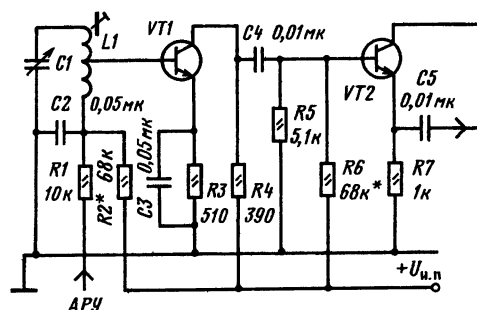 VT1
C4
0,01мк
L1
C1
VT2
C5
0,01мк
C2
0,05мк
R5
5,1к
R1
10к
R2*
68к
0,05мк
C3
R3
510
R4
390
R6
68к*
R7
1к
+Uи.п
АРУ